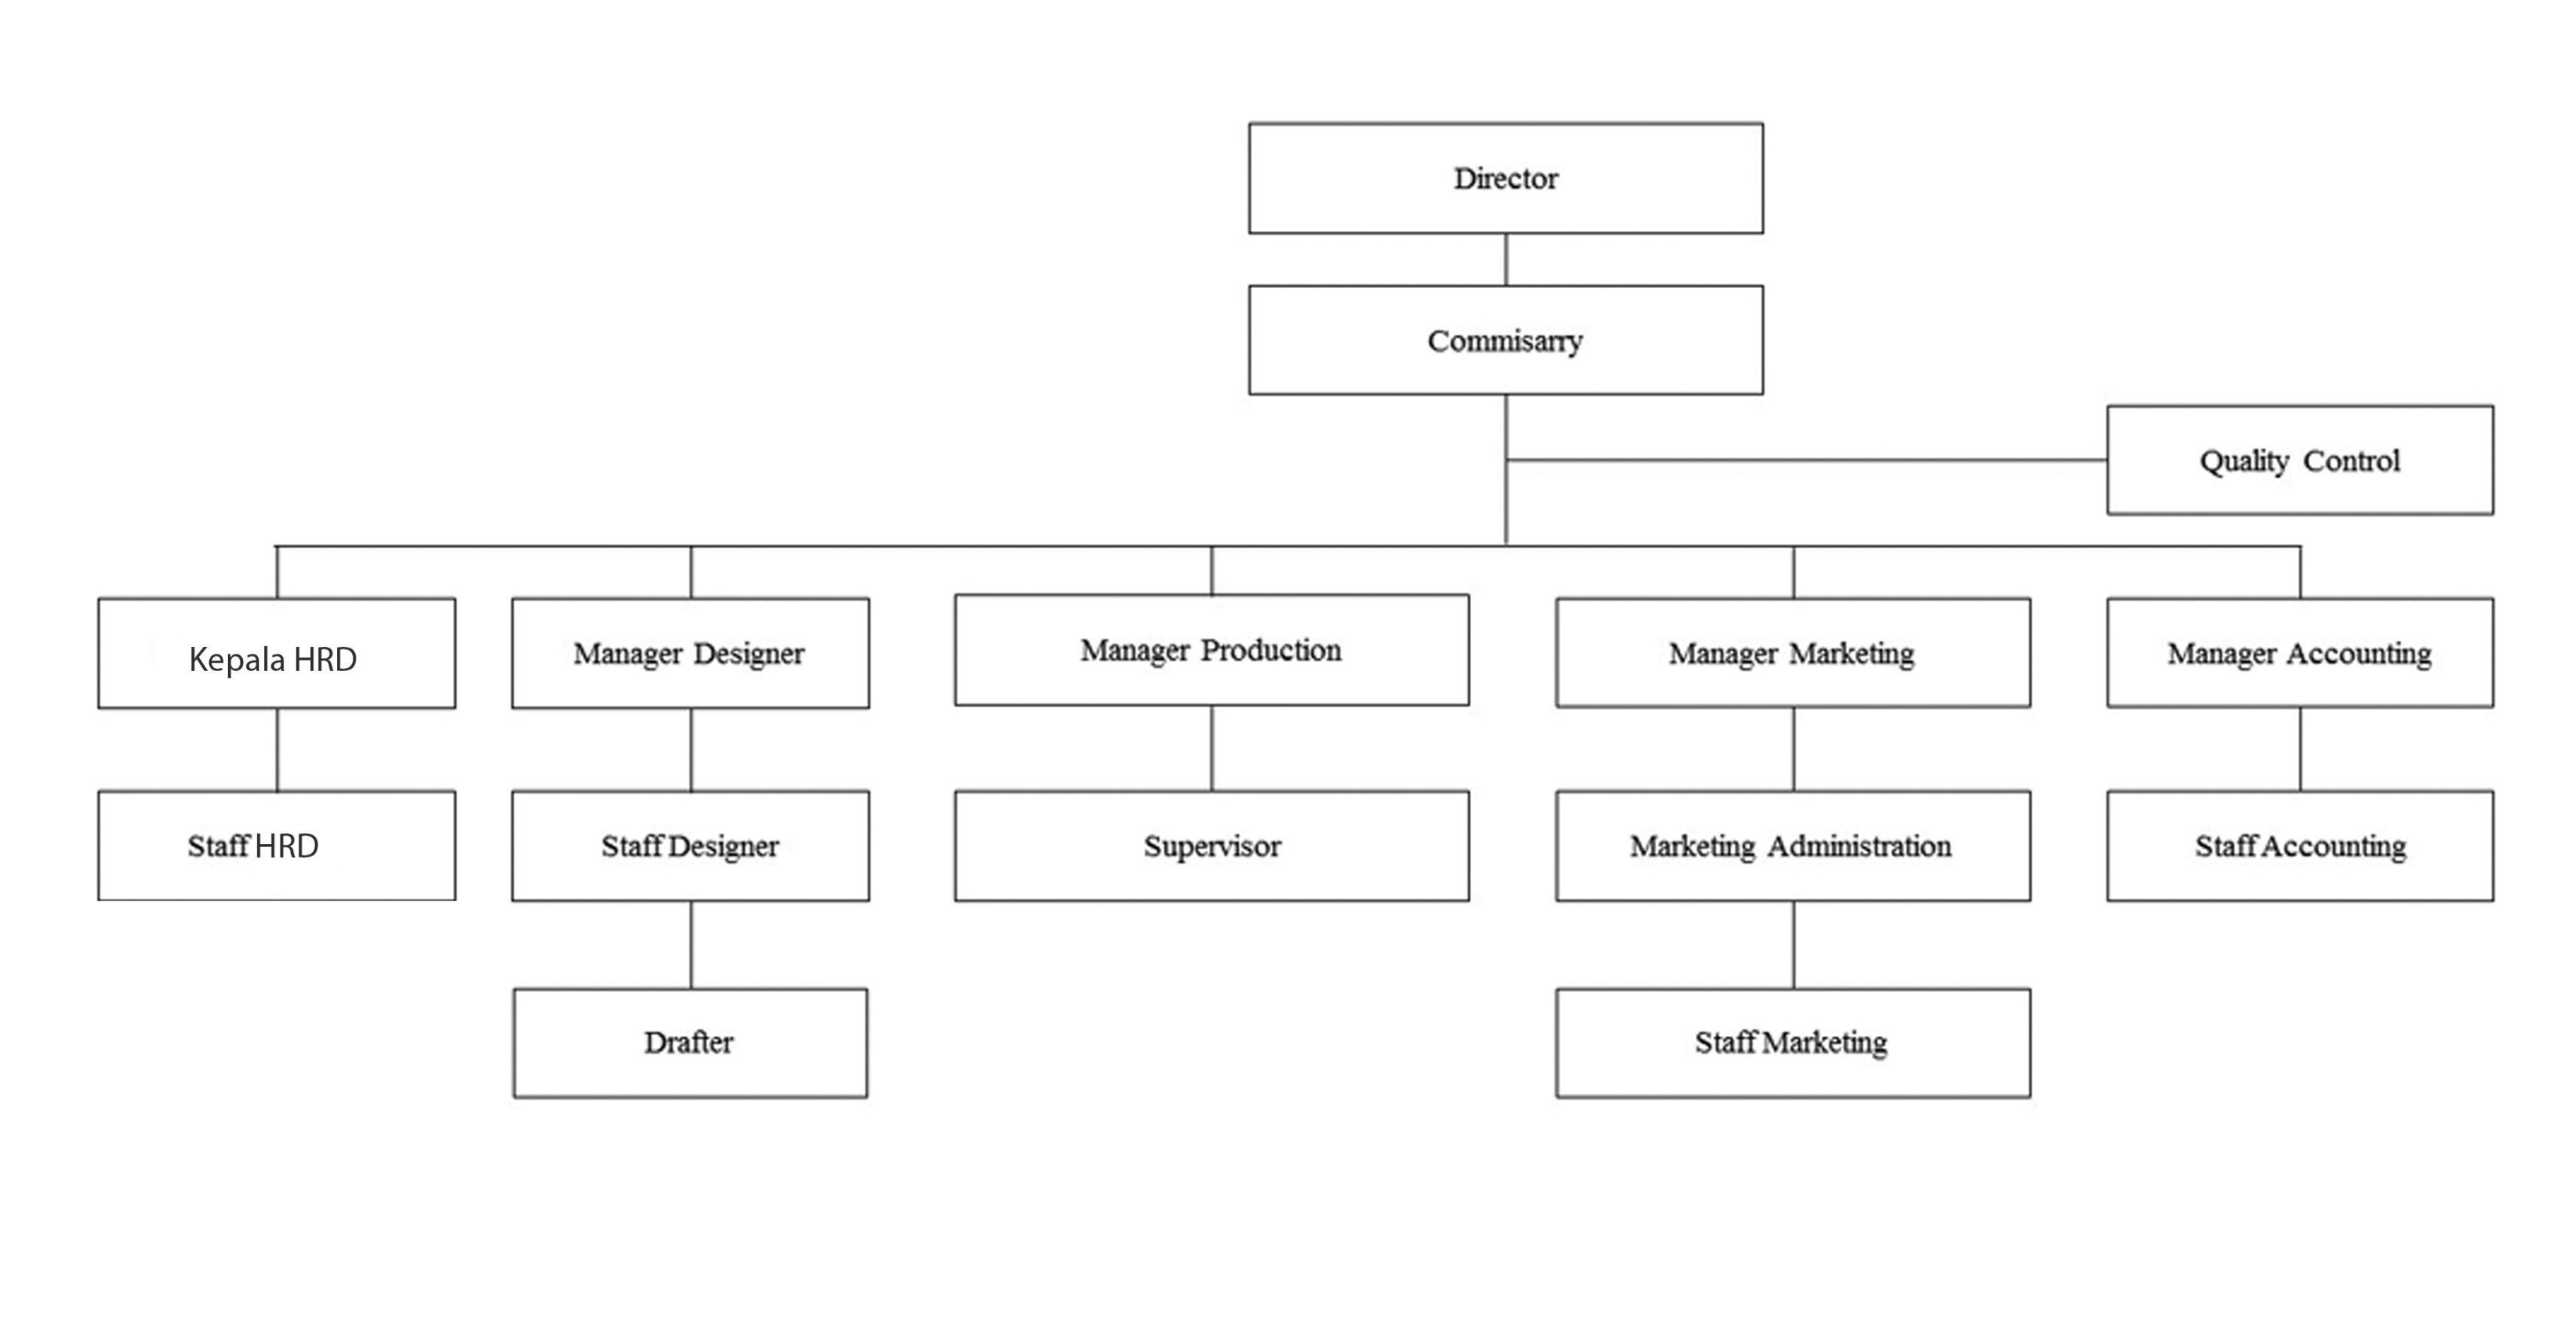 Director
Commisarry
Quality Control
Kepala HRD
Manager Designer
Manager Production
Manager Marketing
Manager Accounting
Staff HRD
Staff Designer
Supervisor
Marketing Administration
Staff Accounting
Drafter
Staff Marketing